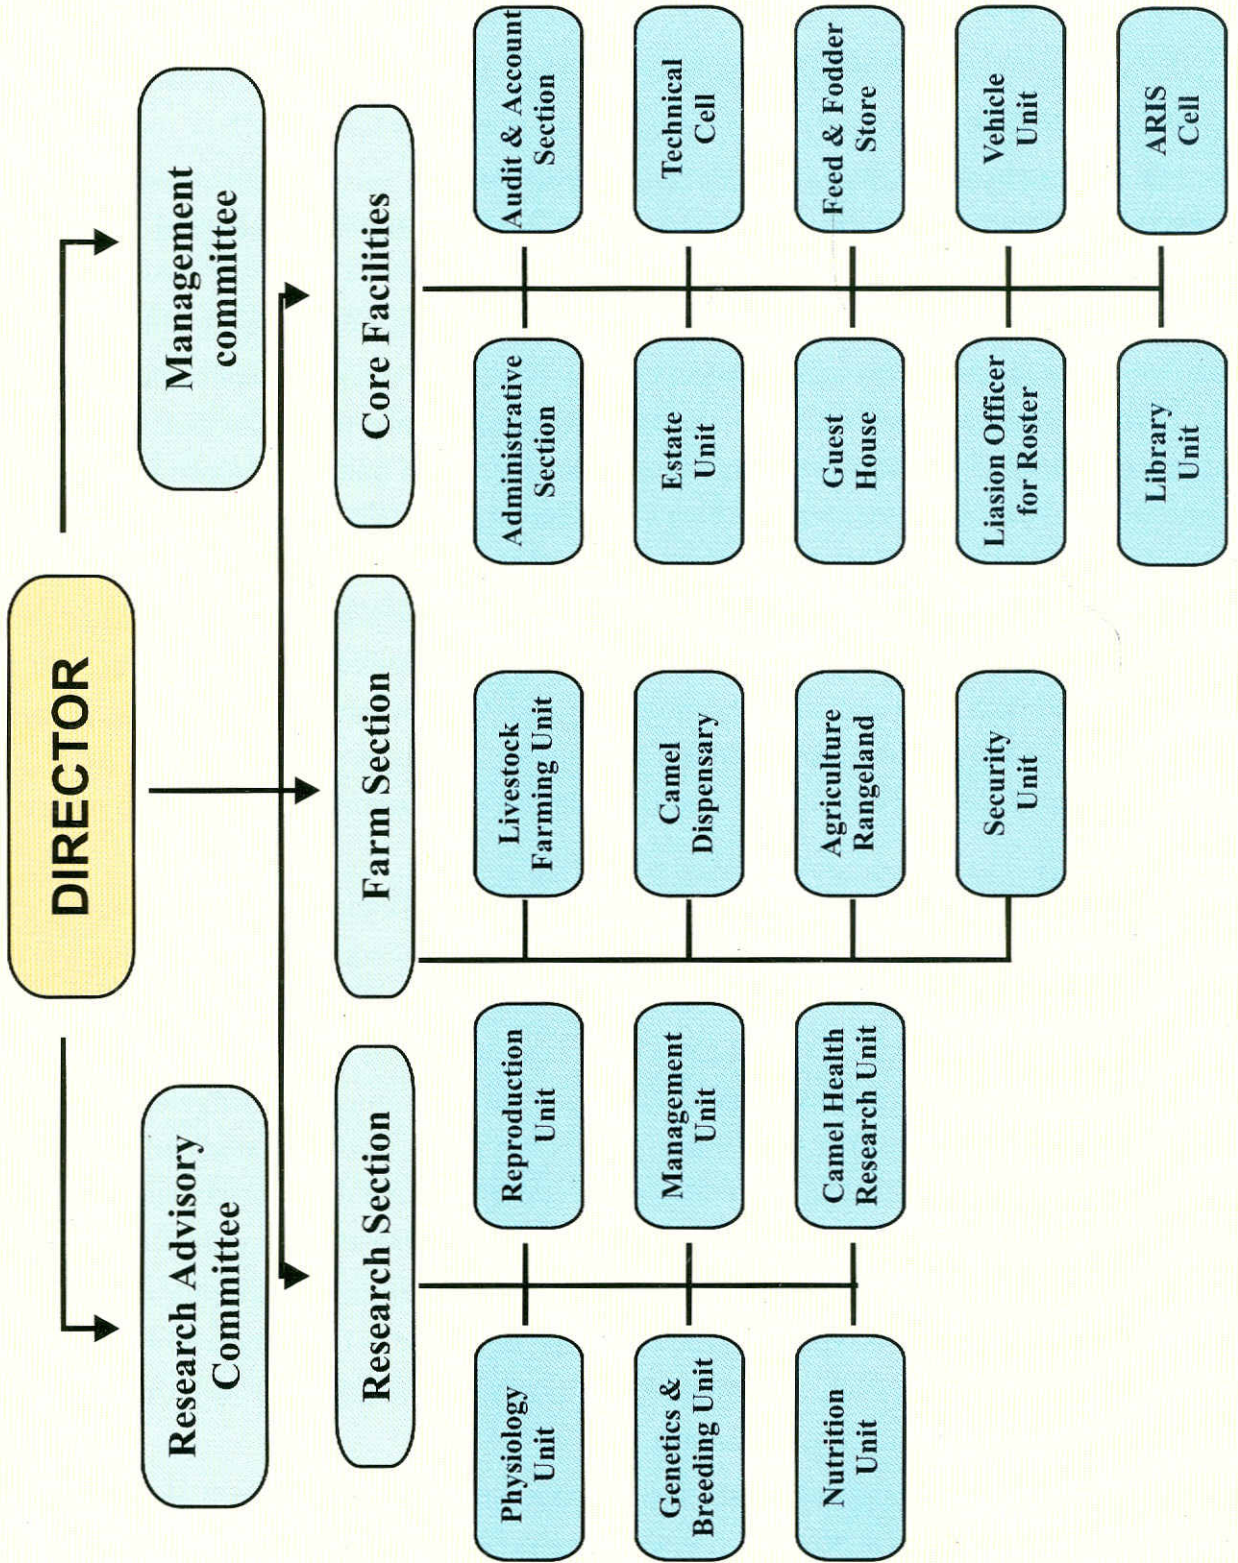 DIRECTOR
Research Advisory
Committee
Management
committee
Research Section
Farm Section
Core Facilities
Physiology
Unit
Reproduction
Unit
Livestock
Farming Unit
Administrative
Section
Audit & Account
Section
Genetics &
Breeding Unit
Management
Unit
Camel
Dispensary
Estate
Unit
Technical
Cell
Nutrition
Unit
Camel Health
Research Unit
Agriculture
Rangeland
Guest
House
Feed & Fodder
Store
Security
Unit
Liasion Officer
for Roster
Vehicle
Unit
Library
Unit
ARIS
Cell